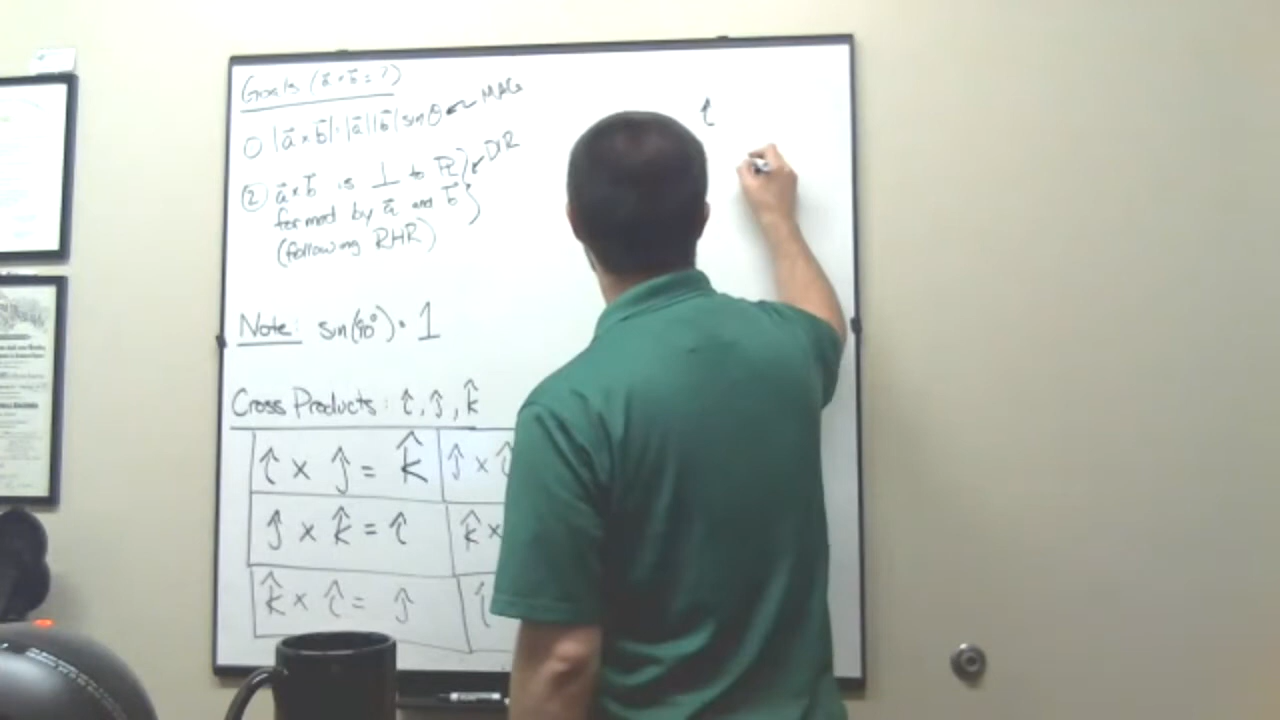 Goals (a⃗ × b⃗ = ?)
① |a⃗ × b⃗| = |a⃗||b⃗| sin θ ← MAG
② a⃗ × b⃗ is ⊥ to PL } ← DIR
formed by a⃗ and b⃗ }
(following RHR)
Note: sin(90°) = 1
Cross Products: î, ĵ, k̂
î × ĵ = k̂ ĵ × î
ĵ × k̂ = î k̂ ×
k̂ × î = ĵ î
î